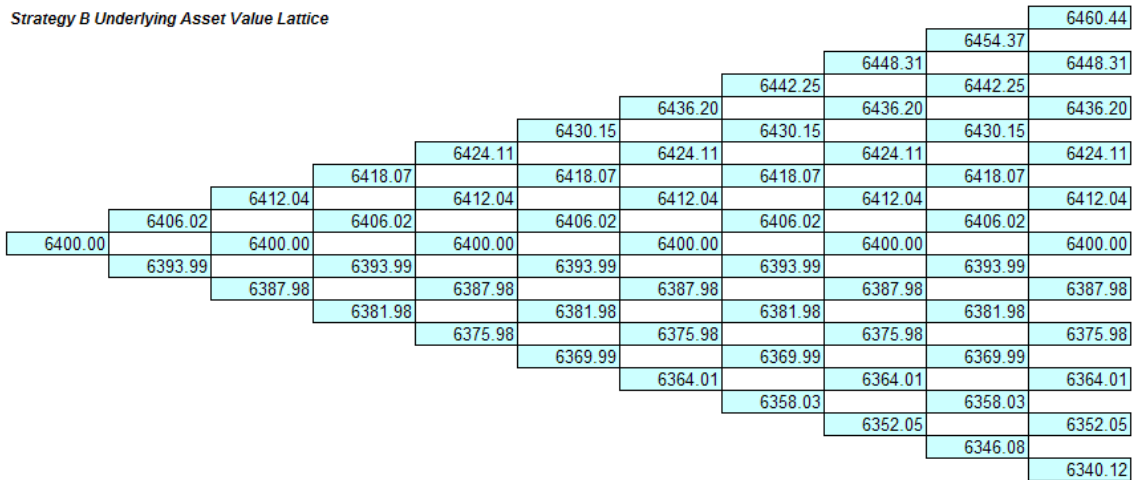 Strategy B Underlying Asset Value Lattice
6460.44
6454.37
6448.31 6448.31
6442.25 6442.25
6436.20 6436.20 6436.20
6430.15 6430.15 6430.15
6424.11 6424.11 6424.11 6424.11
6418.07 6418.07 6418.07 6418.07
6412.04 6412.04 6412.04 6412.04 6412.04
6406.02 6406.02 6406.02 6406.02 6406.02
6400.00 6400.00 6400.00 6400.00 6400.00 6400.00
6393.99 6393.99 6393.99 6393.99 6393.99
6387.98 6387.98 6387.98 6387.98 6387.98
6381.98 6381.98 6381.98 6381.98
6375.98 6375.98 6375.98 6375.98
6369.99 6369.99 6369.99
6364.01 6364.01 6364.01
6358.03 6358.03
6352.05 6352.05
6346.08
6340.12